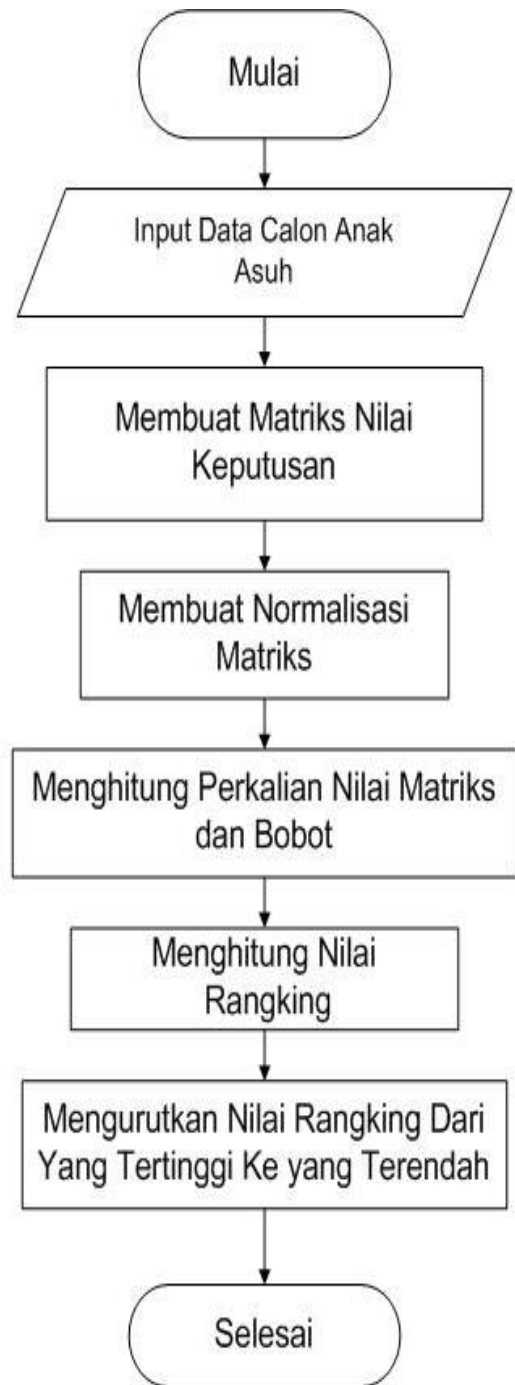 Mulai
Input Data Calon Anak
Asuh
Membuat Matriks Nilai
Keputusan
Membuat Normalisasi
Matriks
Menghitung Perkalian Nilai Matriks
dan Bobot
Menghitung Nilai
Rangking
Mengurutkan Nilai Rangking Dari
Yang Tertinggi Ke yang Terendah
Selesai